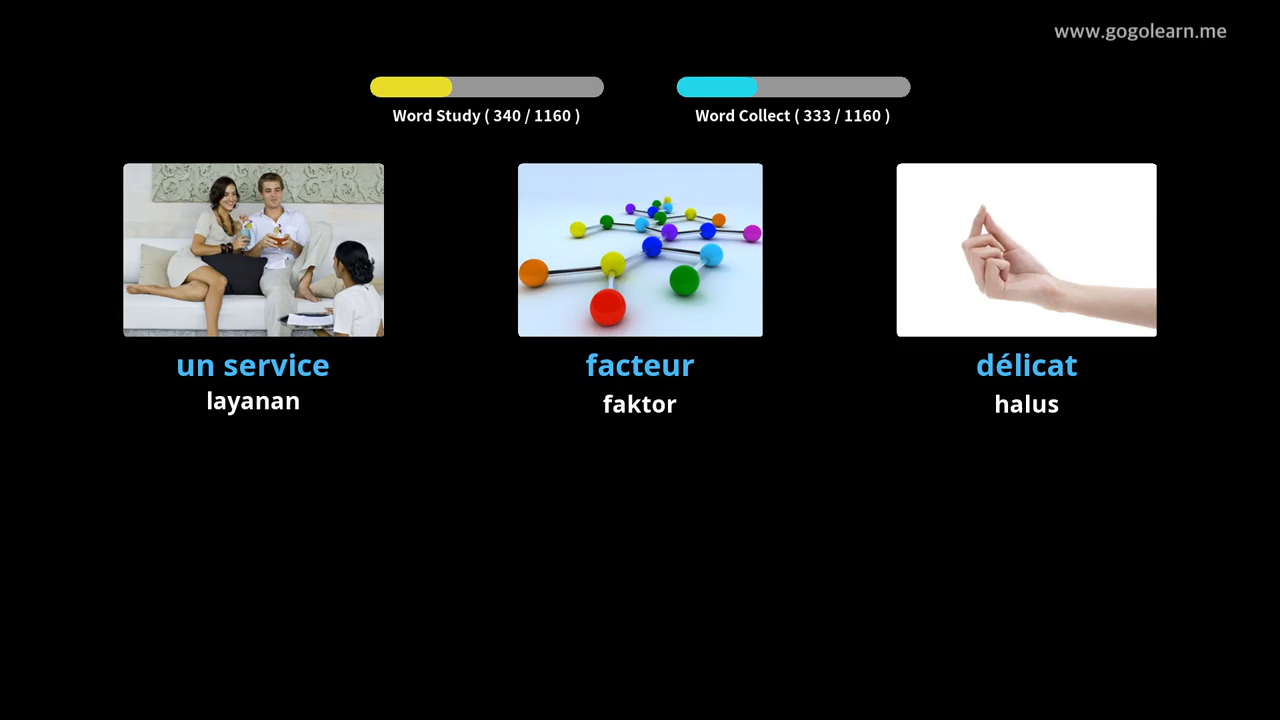 www.gogolearn.me
Word Study ( 340 / 1160 )
Word Collect ( 333 / 1160 )
un service
layanan
facteur
faktor
délicat
halus